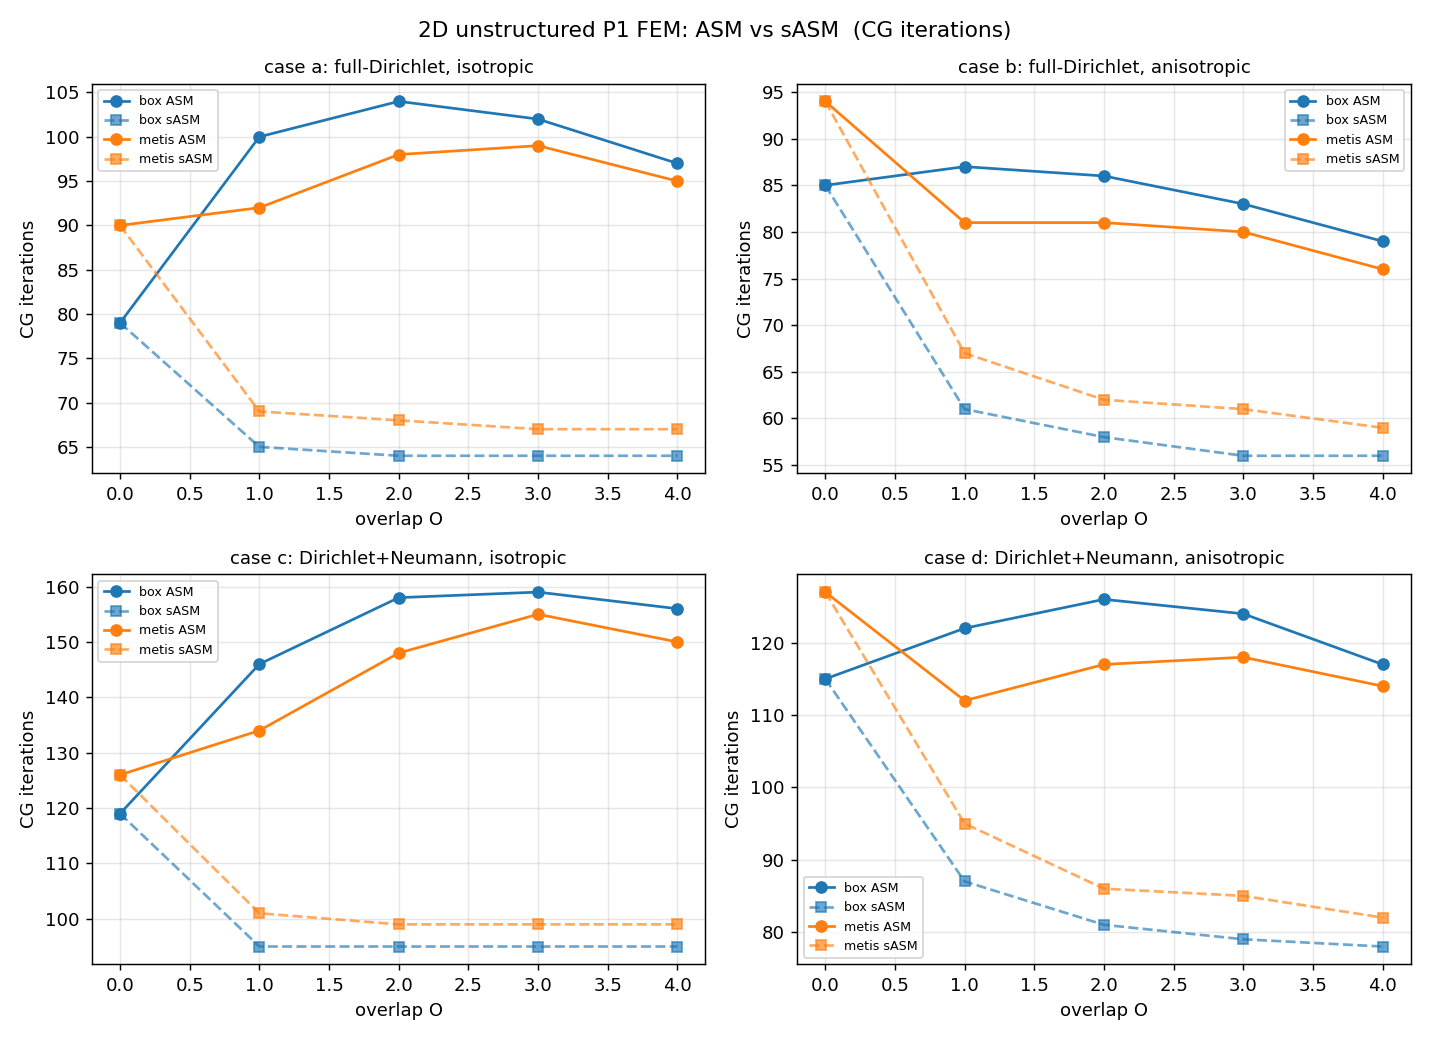 2D unstructured P1 FEM: ASM vs sASM (CG iterations)
case a: full-Dirichlet, isotropic
105
100
95
90
85
80
75
70
65
CG iterations
box ASM
box sASM
metis ASM
metis sASM
0.0 0.5 1.0 1.5 2.0 2.5 3.0 3.5 4.0
overlap O
case b: full-Dirichlet, anisotropic
95
90
85
80
75
70
65
60
55
CG iterations
box ASM
box sASM
metis ASM
metis sASM
0.0 0.5 1.0 1.5 2.0 2.5 3.0 3.5 4.0
overlap O
case c: Dirichlet+Neumann, isotropic
160
150
140
130
120
110
100
CG iterations
box ASM
box sASM
metis ASM
metis sASM
0.0 0.5 1.0 1.5 2.0 2.5 3.0 3.5 4.0
overlap O
case d: Dirichlet+Neumann, anisotropic
120
110
100
90
80
CG iterations
box ASM
box sASM
metis ASM
metis sASM
0.0 0.5 1.0 1.5 2.0 2.5 3.0 3.5 4.0
overlap O